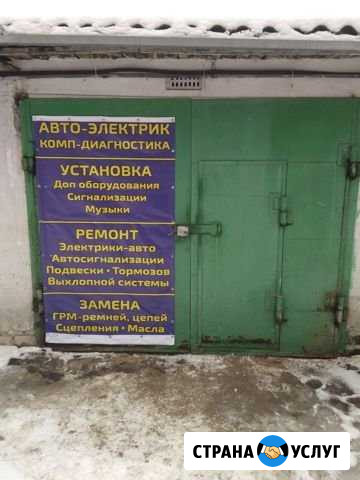 АВТО-ЭЛЕКТРИК
КОМП-ДИАГНОСТИКА
УСТАНОВКА
Доп оборудования
Сигнализации
Музыки
РЕМОНТ
Электрики-авто
Автосигнализации
Подвески • Тормозов
Выхлопной системы
ЗАМЕНА
ГРМ-ремней, цепей
Сцепления • Масла
СТРАНА УСЛУГ